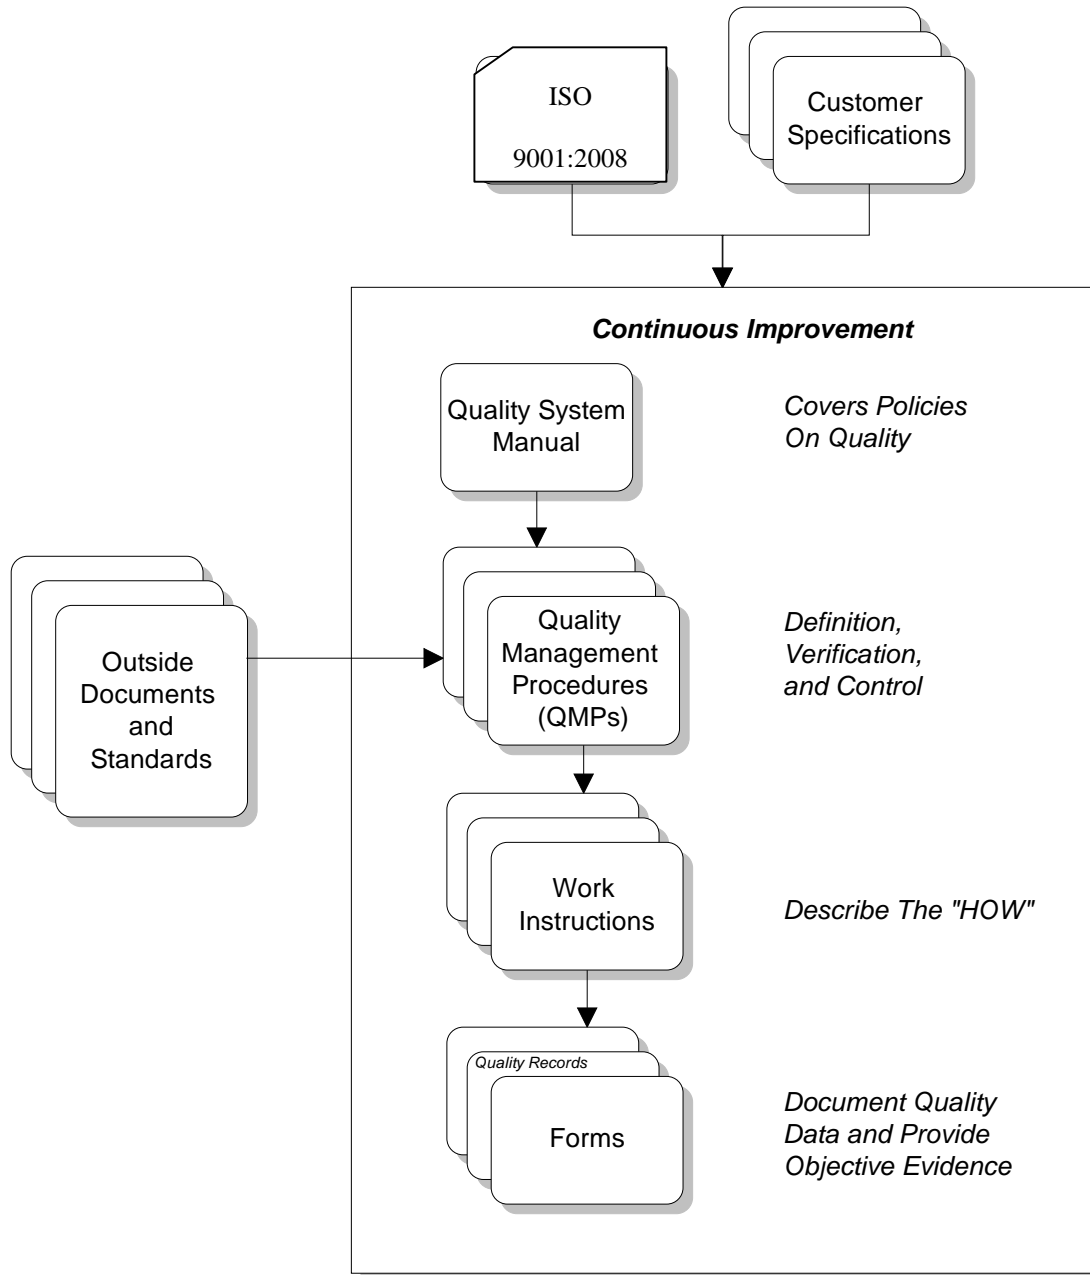 ISO
9001:2008
Customer
Specifications
Continuous Improvement
Quality System
Manual
Covers Policies
On Quality
Outside
Documents
and
Standards
Quality
Management
Procedures
(QMPs)
Definition,
Verification,
and Control
Work
Instructions
Describe The "HOW"
Quality Records
Forms
Document Quality
Data and Provide
Objective Evidence